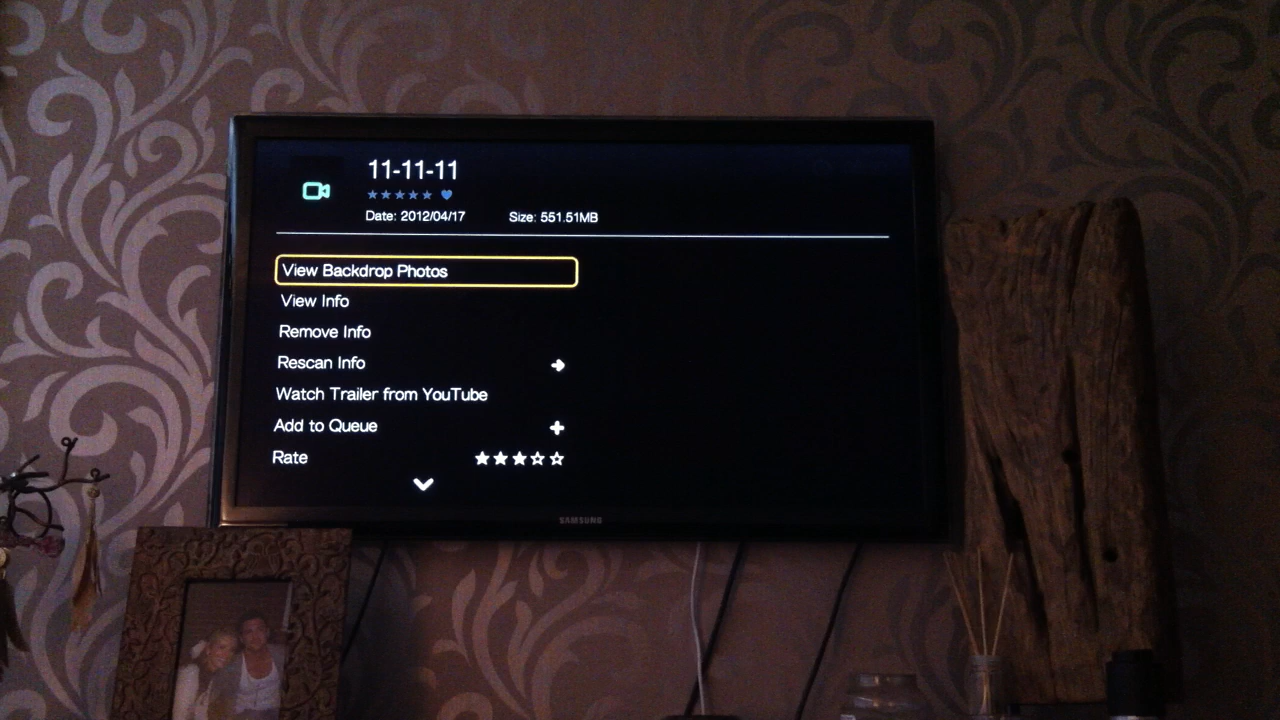 11-11-11
Date: 2012/04/17 Size: 551.51MB
View Backdrop Photos
View Info
Remove Info
Rescan Info
Watch Trailer from YouTube
Add to Queue
Rate
SAMSUNG